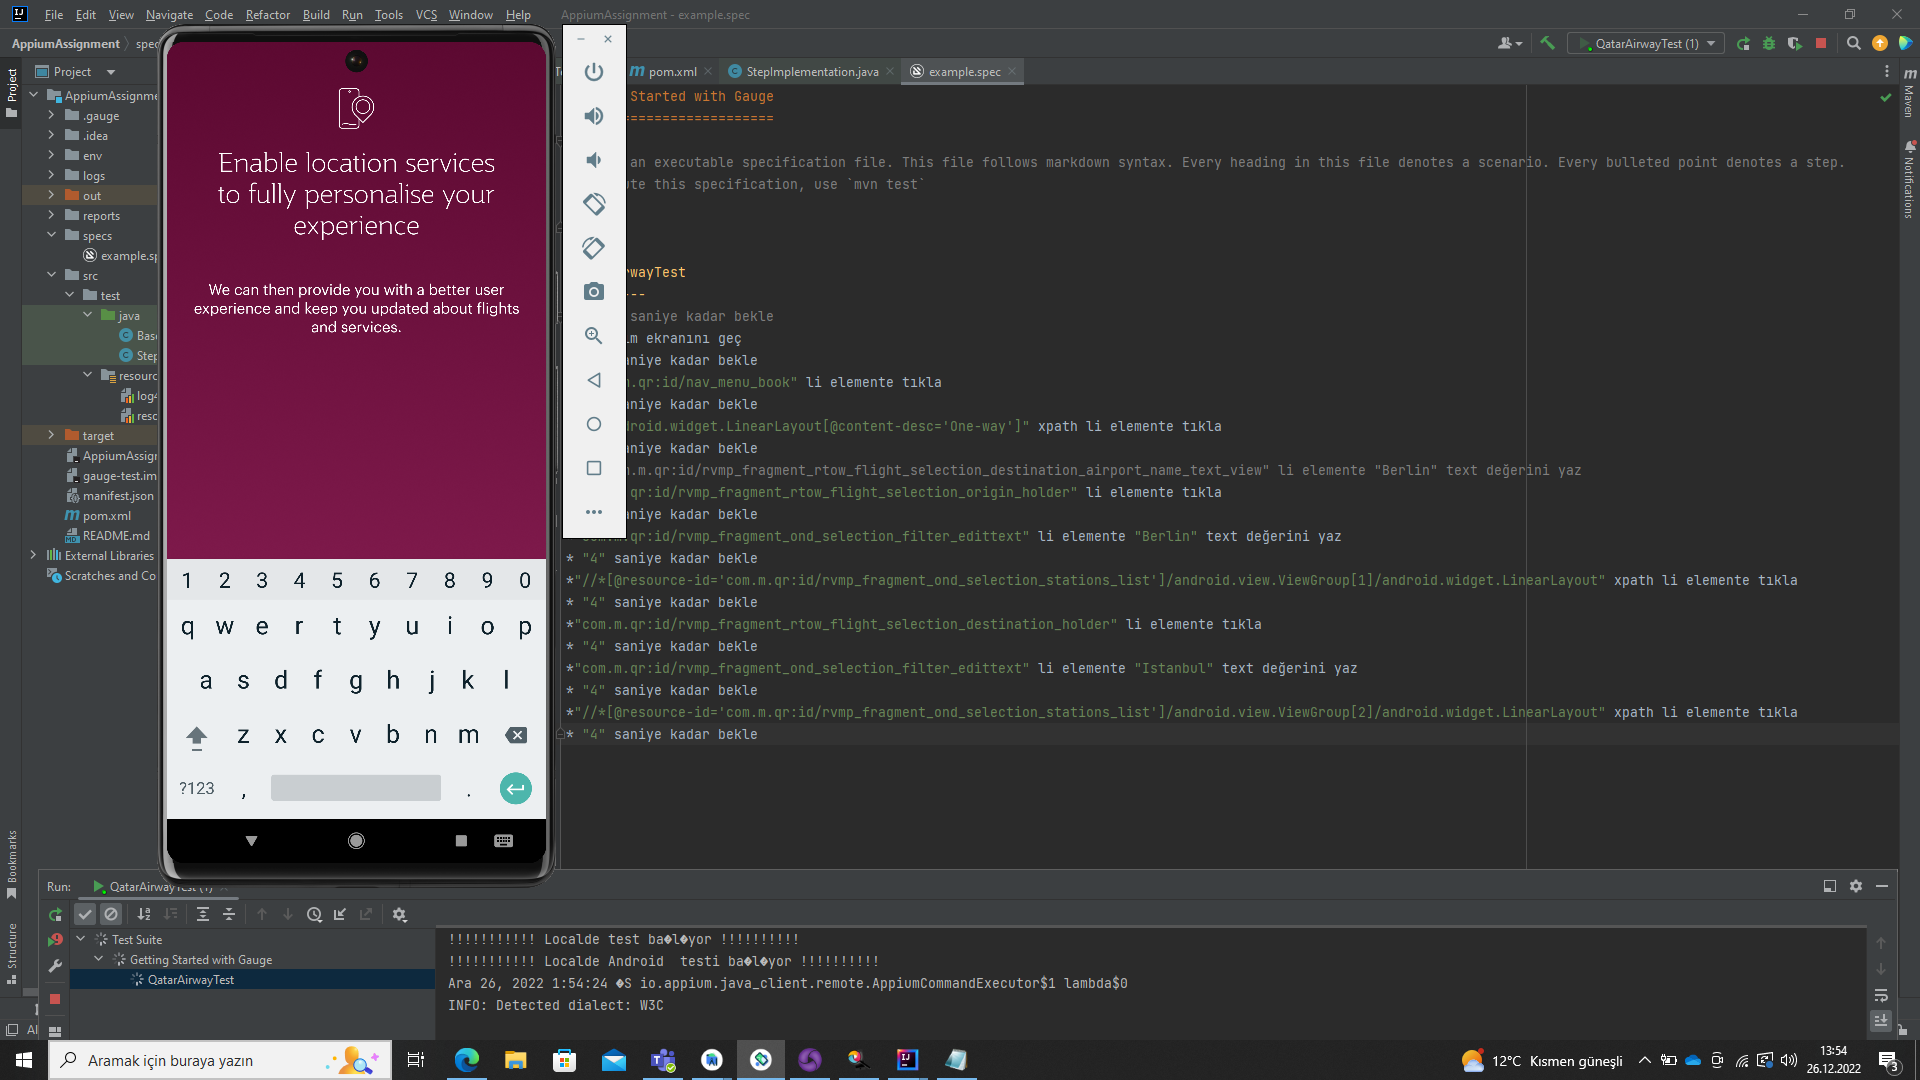 File Edit View Navigate Code Refactor Build Run Tools VCS Window Help AppiumAssignment - example.spec
AppiumAssignment
QatarAirwayTest (1)
Project
pom.xml
StepImplementation.java
example.spec
Project
AppiumAssignme
.gauge
.idea
env
logs
out
reports
specs
example.sp
src
test
java
Bas
Step
resourc
log4
resc
target
AppiumAssign
gauge-test.im
manifest.json
pom.xml
README.md
External Libraries
Scratches and Co
Maven
Notifications
Bookmarks
Structure
Enable location services
to fully personalise your
experience
We can then provide you with a better user
experience and keep you updated about flights
and services.
1 2 3 4 5 6 7 8 9 0
q w e r t y u i o p
a s d f g h j k l
z x c v b n m
?123 , .
Started with Gauge
==================
an executable specification file. This file follows markdown syntax. Every heading in this file denotes a scenario. Every bulleted point denotes a step.
ute this specification, use `mvn test`
wayTest
--
saniye kadar bekle
m ekranını geç
niye kadar bekle
.m.qr:id/nav_menu_book" li elemente tıkla
niye kadar bekle
droid.widget.LinearLayout[@content-desc='One-way']" xpath li elemente tıkla
niye kadar bekle
.m.qr:id/rvmp_fragment_rtow_flight_selection_destination_airport_name_text_view" li elemente "Berlin" text değerini yaz
qr:id/rvmp_fragment_rtow_flight_selection_origin_holder" li elemente tıkla
niye kadar bekle
com.m.qr:id/rvmp_fragment_ond_selection_filter_edittext" li elemente "Berlin" text değerini yaz
* "4" saniye kadar bekle
*"//*[@resource-id='com.m.qr:id/rvmp_fragment_ond_selection_stations_list']/android.view.ViewGroup[1]/android.widget.LinearLayout" xpath li elemente tıkla
* "4" saniye kadar bekle
*"com.m.qr:id/rvmp_fragment_rtow_flight_selection_destination_holder" li elemente tıkla
* "4" saniye kadar bekle
*"com.m.qr:id/rvmp_fragment_ond_selection_filter_edittext" li elemente "Istanbul" text değerini yaz
* "4" saniye kadar bekle
*"//*[@resource-id='com.m.qr:id/rvmp_fragment_ond_selection_stations_list']/android.view.ViewGroup[2]/android.widget.LinearLayout" xpath li elemente tıkla
* "4" saniye kadar bekle
Run: QatarAirwayTest (1)
Test Suite
Getting Started with Gauge
QatarAirwayTest
!!!!!!!!!!! Localde test ba�l�yor !!!!!!!!!!
!!!!!!!!!!! Localde Android  testi ba�l�yor !!!!!!!!!!
Ara 26, 2022 1:54:24 �S io.appium.java_client.remote.AppiumCommandExecutor$1 lambda$0
INFO: Detected dialect: W3C
Aramak için buraya yazın
12°C Kısmen güneşli
13:54
26.12.2022
3